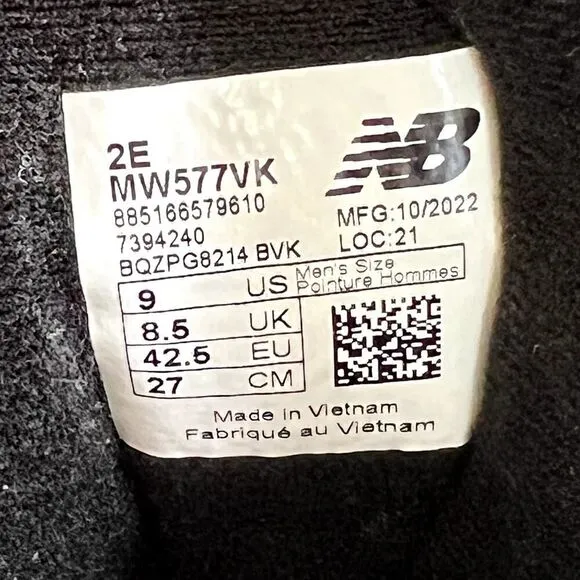 2E
MW577VK
885166579610
7394240
BQZPG8214 BVK
NB
MFG:10/2022
LOC:21
9 US Men's Size
Pointure Hommes
8.5 UK
42.5 EU
27 CM
Made in Vietnam
Fabriqué au Vietnam